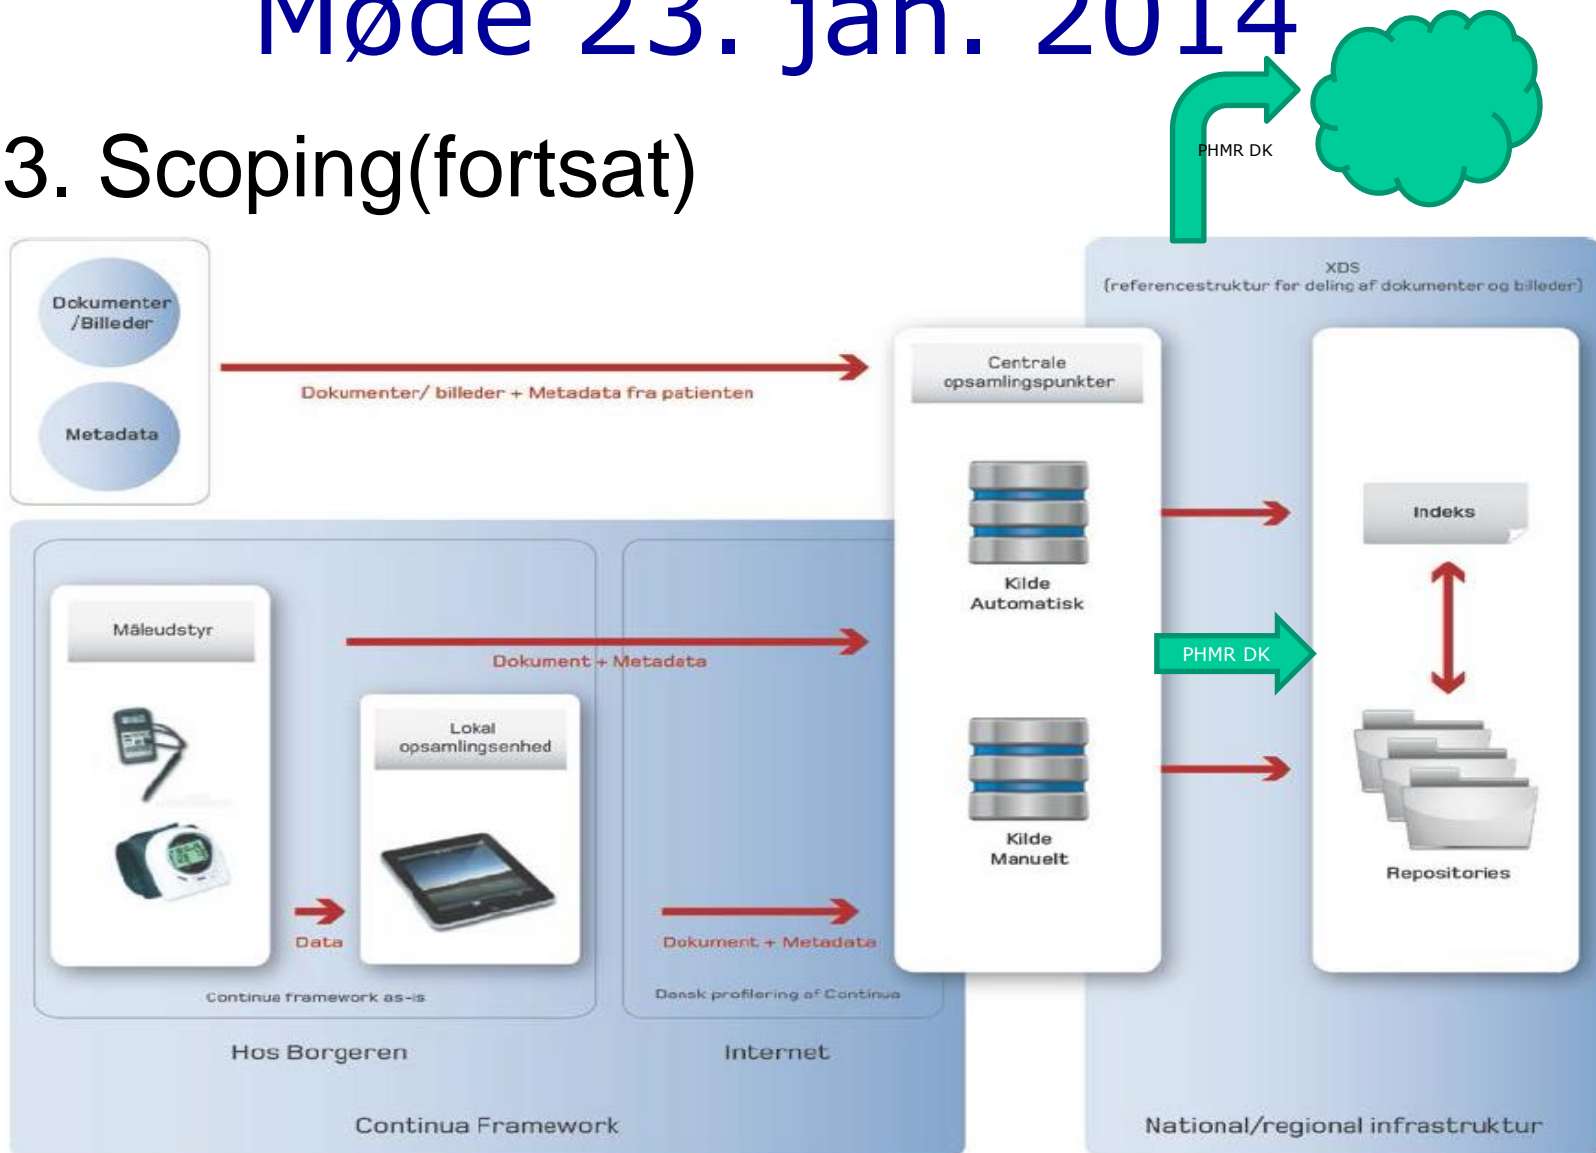 Møde 23. jan. 2014
3. Scoping(fortsat)
PHMR DK
XDS
(referencestruktur for deling af dokumenter og billeder)
Dokumenter
/Billeder
Metadata
Dokumenter/ billeder + Metadata fra patienten
Centrale
opsamlingspunkter
Kilde
Automatisk
Indeks
Måleudstyr
Dokument + Metadata
PHMR DK
Lokal
opsamlingsenhed
Kilde
Manuelt
Repositories
Data
Dokument + Metadata
Continua framework as-is
Dansk profilering af Continua
Hos Borgeren
Internet
Continua Framework
National/regional infrastruktur